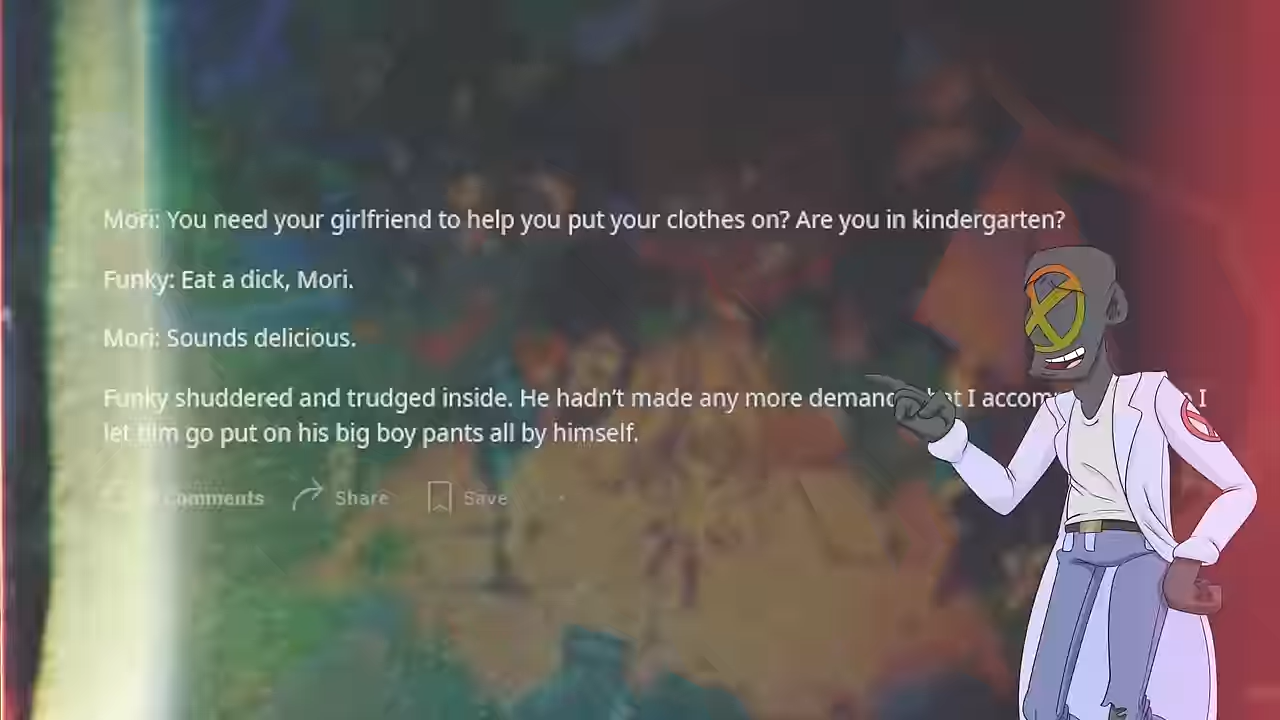 Mori: You need your girlfriend to help you put your clothes on? Are you in kindergarten?
Funky: Eat a dick, Mori.
Mori: Sounds delicious.
Funky shuddered and trudged inside. He hadn't made any more I I
let him go put on his big boy pants all by himself.
Comments Share Save